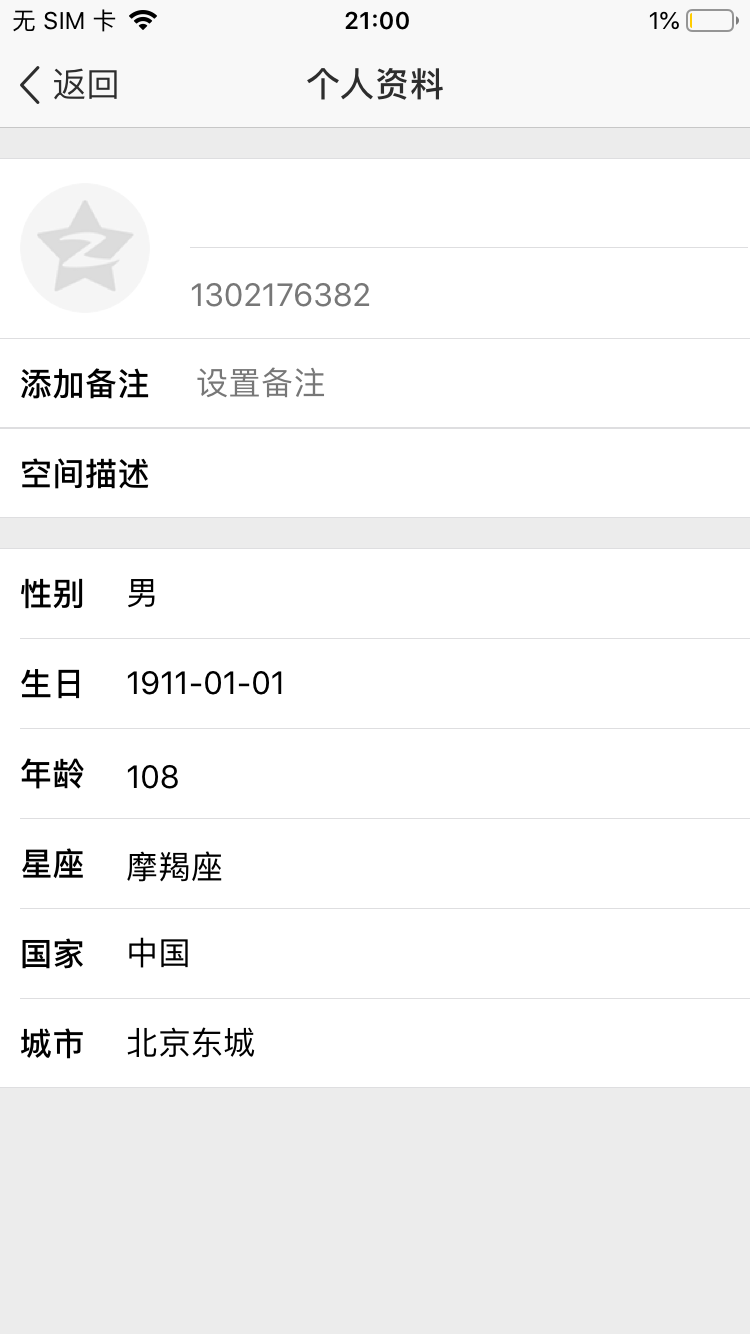 无 SIM 卡 21:00 1%
返回 个人资料
1302176382
添加备注 设置备注
空间描述
性别 男
生日 1911-01-01
年龄 108
星座 摩羯座
国家 中国
城市 北京东城